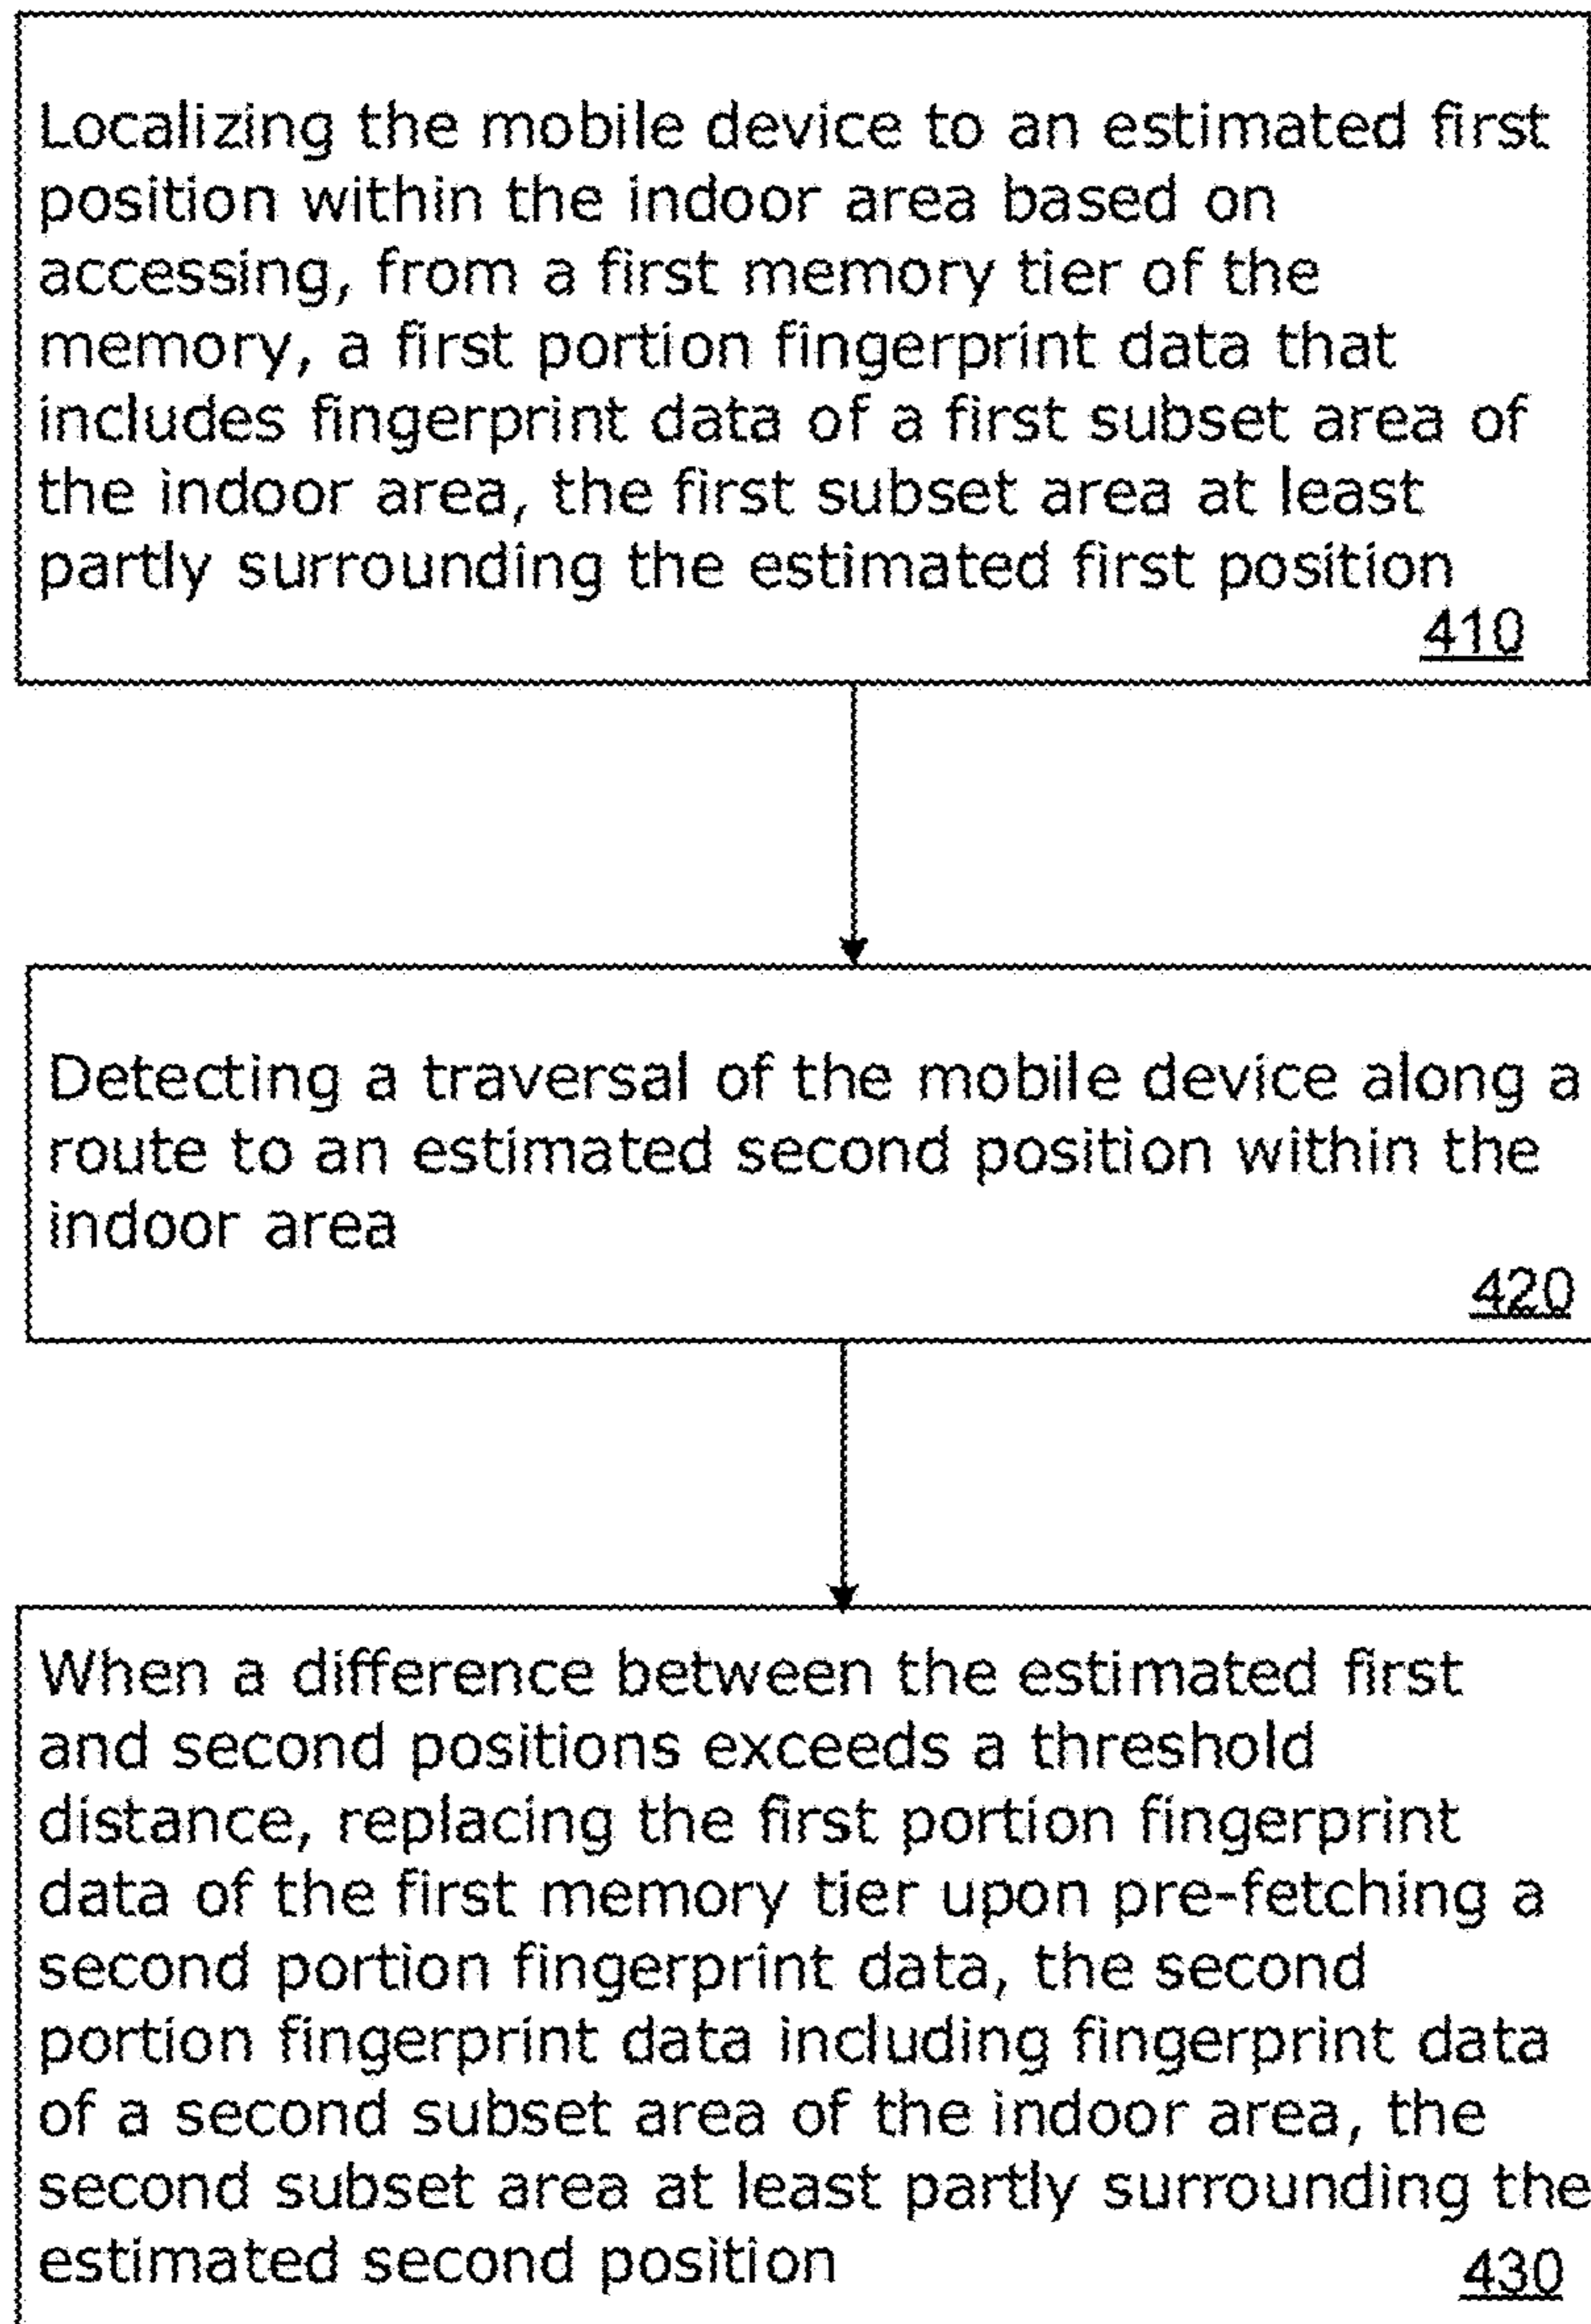 Localizing the mobile device to an estimated first
position within the indoor area based on
accessing, from a first memory tier of the
memory, a first portion fingerprint data that
includes fingerprint data of a first subset area of
the indoor area, the first subset area at least
partly surrounding the estimated first position
410
Detecting a traversal of the mobile device along a
route to an estimated second position within the
indoor area
420
When a difference between the estimated first
and second positions exceeds a threshold
distance, replacing the first portion fingerprint
data of the first memory tier upon pre-fetching a
second portion fingerprint data, the second
portion fingerprint data including fingerprint data
of a second subset area of the indoor area, the
second subset area at least partly surrounding the
estimated second position
430